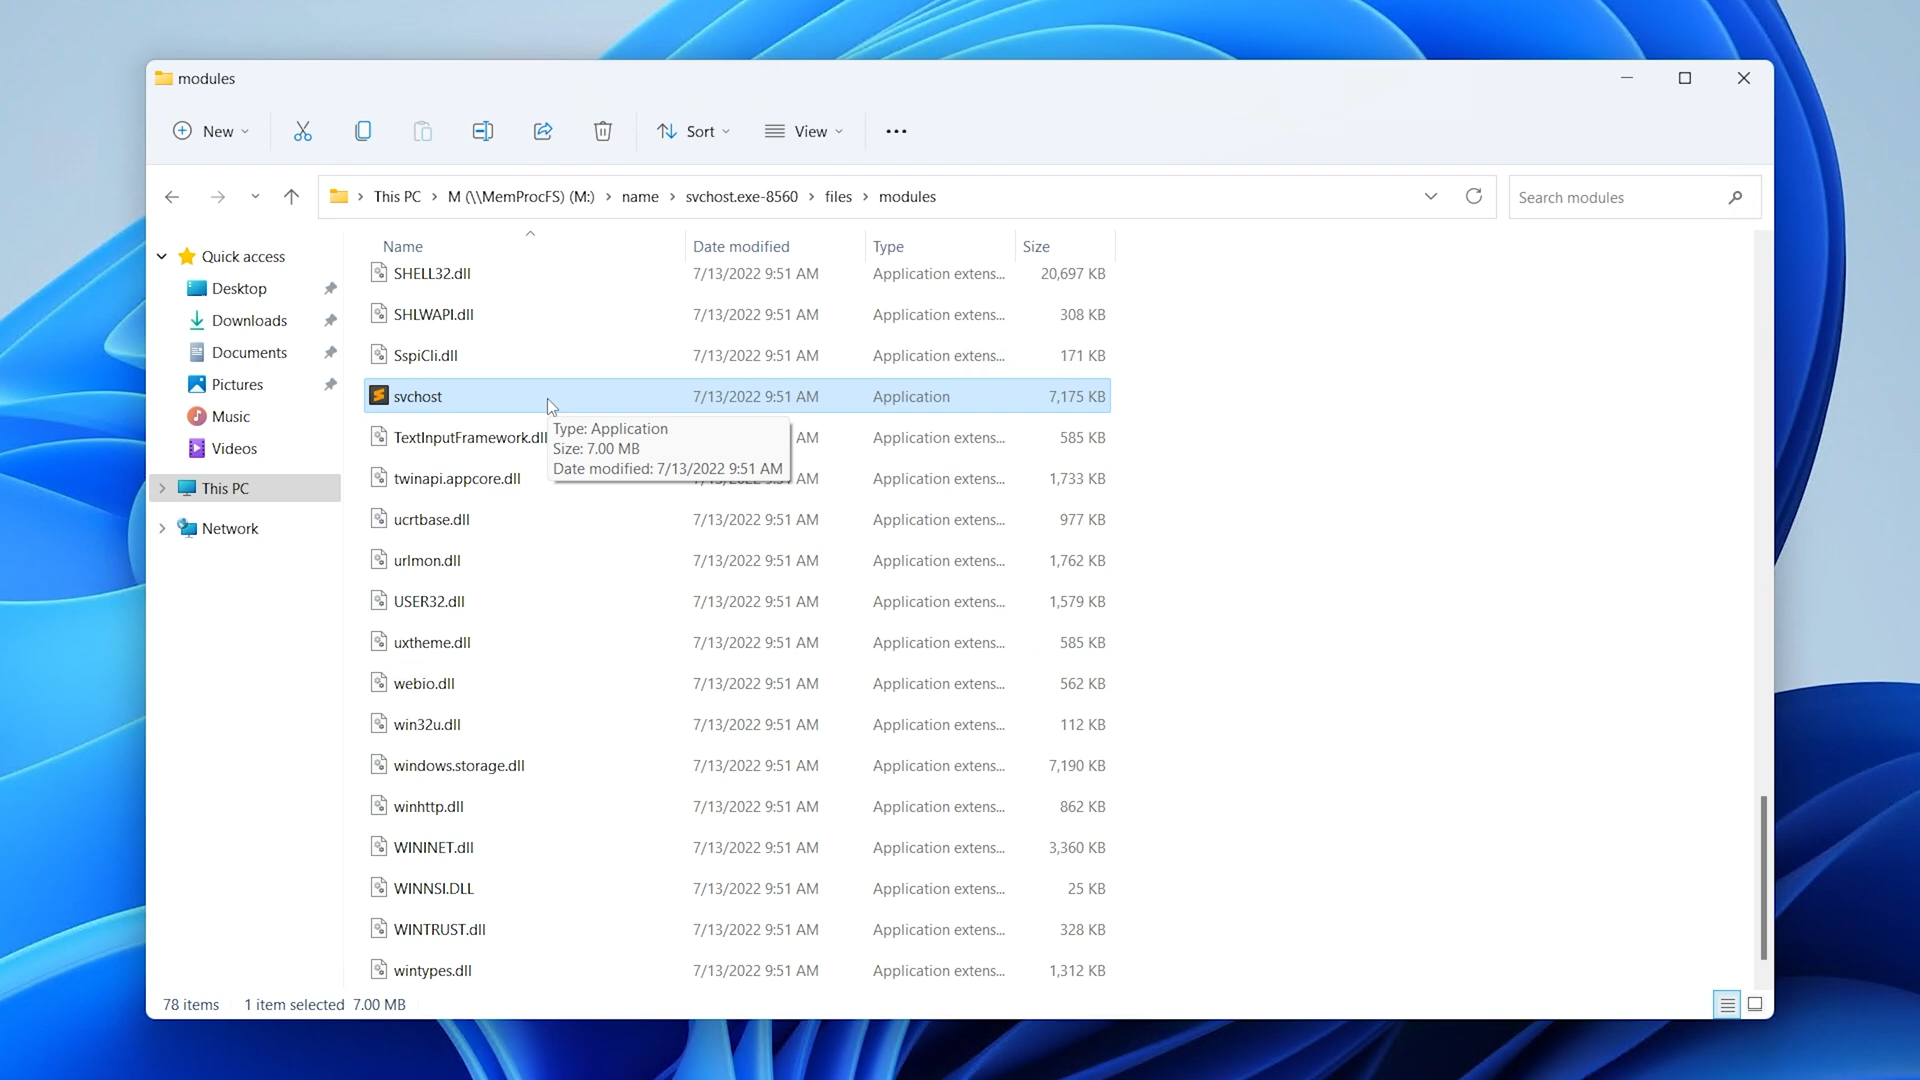 modules
New
Sort
View
This PC
M (\\MemProcFS) (M:)
name
svchost.exe-8560
files
modules
Search modules
Quick access
Desktop
Downloads
Documents
Pictures
Music
Videos
This PC
Network
Name Date modified Type Size
SHELL32.dll 7/13/2022 9:51 AM Application extens... 20,697 KB
SHLWAPI.dll 7/13/2022 9:51 AM Application extens... 308 KB
SspiCli.dll 7/13/2022 9:51 AM Application extens... 171 KB
svchost 7/13/2022 9:51 AM Application 7,175 KB
Type: Application
Size: 7.00 MB
Date modified: 7/13/2022 9:51 AM
TextInputFramework.dll AM Application extens... 585 KB
twinapi.appcore.dll 7/13/2022 9:51 AM Application extens... 1,733 KB
ucrtbase.dll 7/13/2022 9:51 AM Application extens... 977 KB
urlmon.dll 7/13/2022 9:51 AM Application extens... 1,762 KB
USER32.dll 7/13/2022 9:51 AM Application extens... 1,579 KB
uxtheme.dll 7/13/2022 9:51 AM Application extens... 585 KB
webio.dll 7/13/2022 9:51 AM Application extens... 562 KB
win32u.dll 7/13/2022 9:51 AM Application extens... 112 KB
windows.storage.dll 7/13/2022 9:51 AM Application extens... 7,190 KB
winhttp.dll 7/13/2022 9:51 AM Application extens... 862 KB
WININET.dll 7/13/2022 9:51 AM Application extens... 3,360 KB
WINNSI.DLL 7/13/2022 9:51 AM Application extens... 25 KB
WINTRUST.dll 7/13/2022 9:51 AM Application extens... 328 KB
wintypes.dll 7/13/2022 9:51 AM Application extens... 1,312 KB
78 items 1 item selected 7.00 MB